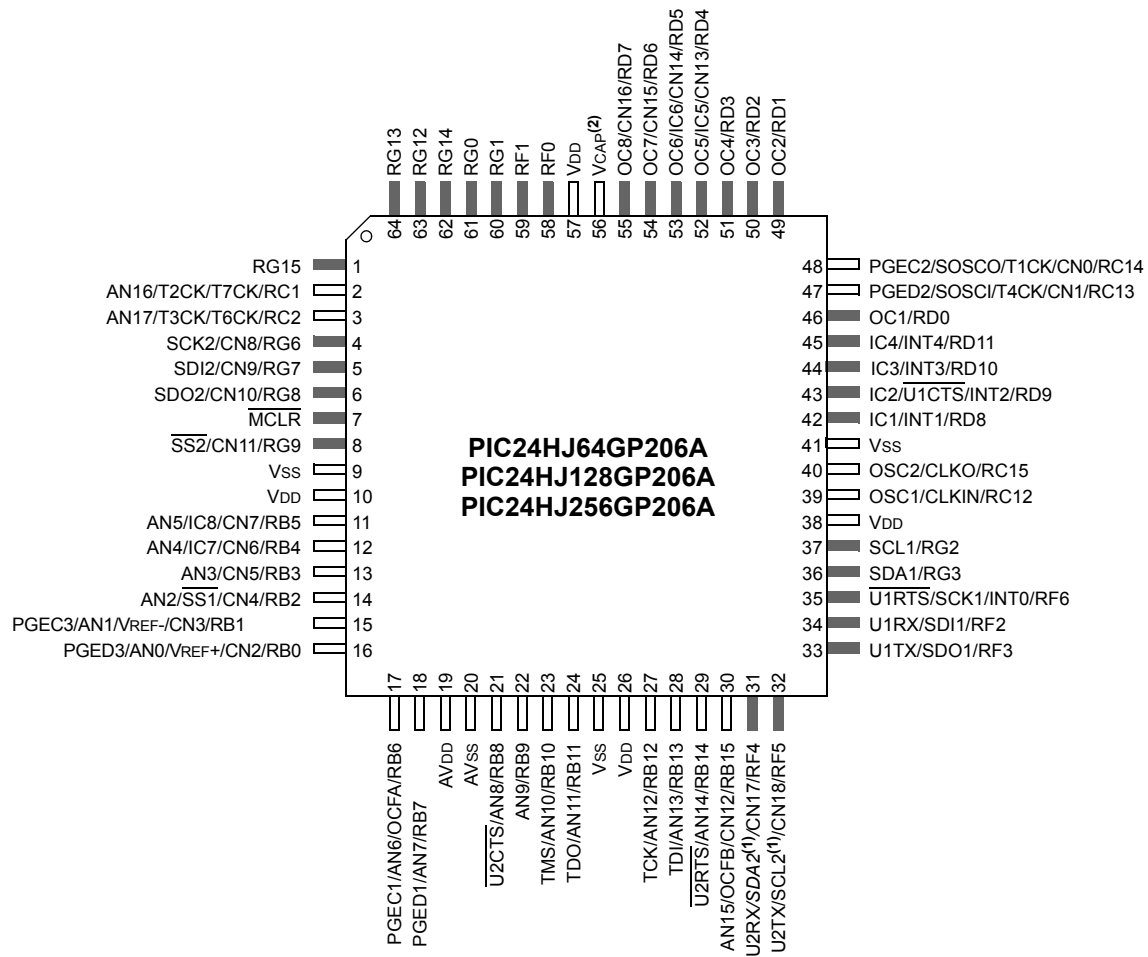 RG13
RG12
RG14
RG0
RG1
RF1
RF0
VDD
VCAP(2)
OC8/CN16/RD7
OC7/CN15/RD6
OC6/IC6/CN14/RD5
OC5/IC5/CN13/RD4
OC4/RD3
OC3/RD2
OC2/RD1
64
63
62
61
60
59
58
57
56
55
54
53
52
51
50
49
RG15 1
AN16/T2CK/T7CK/RC1 2
AN17/T3CK/T6CK/RC2 3
SCK2/CN8/RG6 4
SDI2/CN9/RG7 5
SDO2/CN10/RG8 6
MCLR 7
SS2/CN11/RG9 8
VSS 9
VDD 10
AN5/IC8/CN7/RB5 11
AN4/IC7/CN6/RB4 12
AN3/CN5/RB3 13
AN2/SS1/CN4/RB2 14
PGEC3/AN1/VREF-/CN3/RB1 15
PGED3/AN0/VREF+/CN2/RB0 16
PIC24HJ64GP206A
PIC24HJ128GP206A
PIC24HJ256GP206A
48 PGEC2/SOSCO/T1CK/CN0/RC14
47 PGED2/SOSCI/T4CK/CN1/RC13
46 OC1/RD0
45 IC4/INT4/RD11
44 IC3/INT3/RD10
43 IC2/U1CTS/INT2/RD9
42 IC1/INT1/RD8
41 VSS
40 OSC2/CLKO/RC15
39 OSC1/CLKIN/RC12
38 VDD
37 SCL1/RG2
36 SDA1/RG3
35 U1RTS/SCK1/INT0/RF6
34 U1RX/SDI1/RF2
33 U1TX/SDO1/RF3
17
18
19
20
21
22
23
24
25
26
27
28
29
30
31
32
PGEC1/AN6/OCFA/RB6
PGED1/AN7/RB7
AVDD
AVSS
U2CTS/AN8/RB8
AN9/RB9
TMS/AN10/RB10
TDO/AN11/RB11
VSS
VDD
TCK/AN12/RB12
TDI/AN13/RB13
U2RTS/AN14/RB14
AN15/OCFB/CN12/RB15
U2RX/SDA2(1)/CN17/RF4
U2TX/SCL2(1)/CN18/RF5